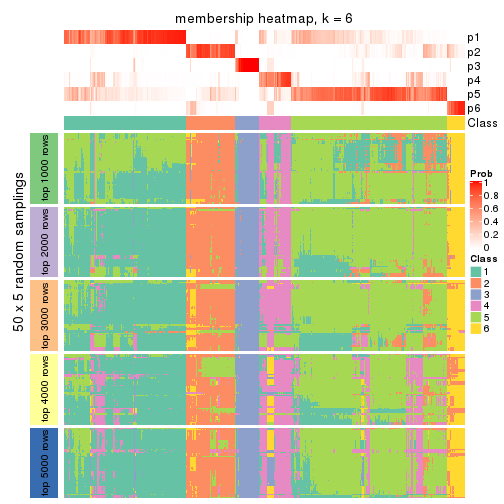 membership heatmap, k = 6
p1
p2
p3
p4
p5
p6
Class
50 x 5 random samplings
top 1000 rows
top 2000 rows
top 3000 rows
top 4000 rows
top 5000 rows
Prob
1
0.8
0.6
0.4
0.2
0
Class
1
2
3
4
5
6